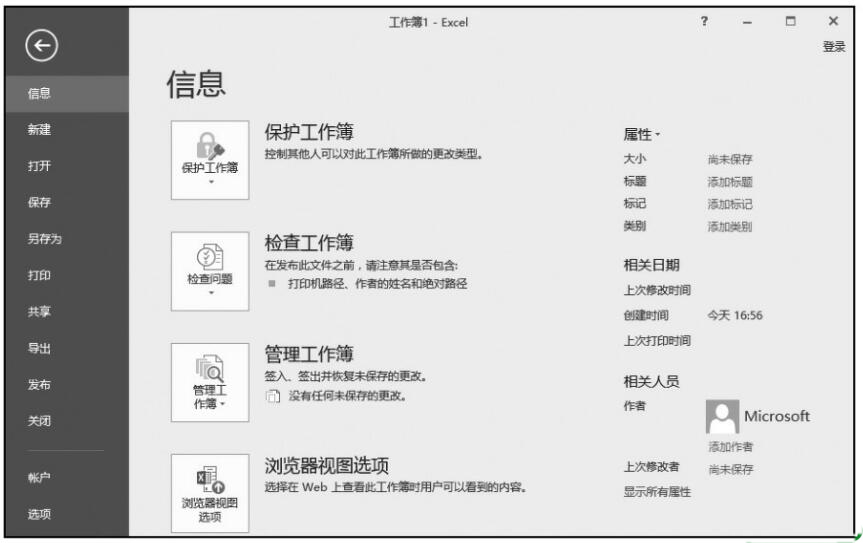 工作簿1 - Excel
?
登录
信息
新建
打开
保存
另存为
打印
共享
导出
发布
关闭
帐户
选项
信息
保护工作簿
保护工作簿
控制其他人可以对此工作簿所做的更改类型。
检查问题
检查工作簿
在发布此文件之前，请注意其是否包含:
打印机路径、作者的姓名和绝对路径
管理工
作簿
管理工作簿
签入、签出并恢复未保存的更改。
没有任何未保存的更改。
浏览器视图
选项
浏览器视图选项
选择在 Web 上查看此工作簿时用户可以看到的内容。
属性
大小 尚未保存
标题 添加标题
标记 添加标记
类别 添加类别
相关日期
上次修改时间
创建时间 今天 16:56
上次打印时间
相关人员
作者 Microsoft
添加作者
上次修改者 尚未保存
显示所有属性